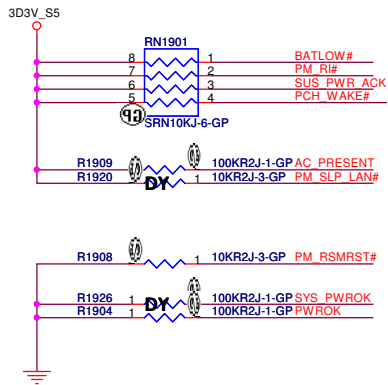 3D3V_S5
RN1901
8 1 BATLOW#
7 2 PM_RI#
6 3 SUS_PWR_ACK
5 4 PCH_WAKE#
GP
SRN10KJ-6-GP
R1909 100KR2J-1-GP AC_PRESENT
R1920 DY 1 10KR2J-3-GP PM_SLP_LAN#
R1908 1 10KR2J-3-GP PM_RSMRST#
R1926 1 DY 100KR2J-1-GP SYS_PWROK
R1904 1 100KR2J-1-GP PWROK